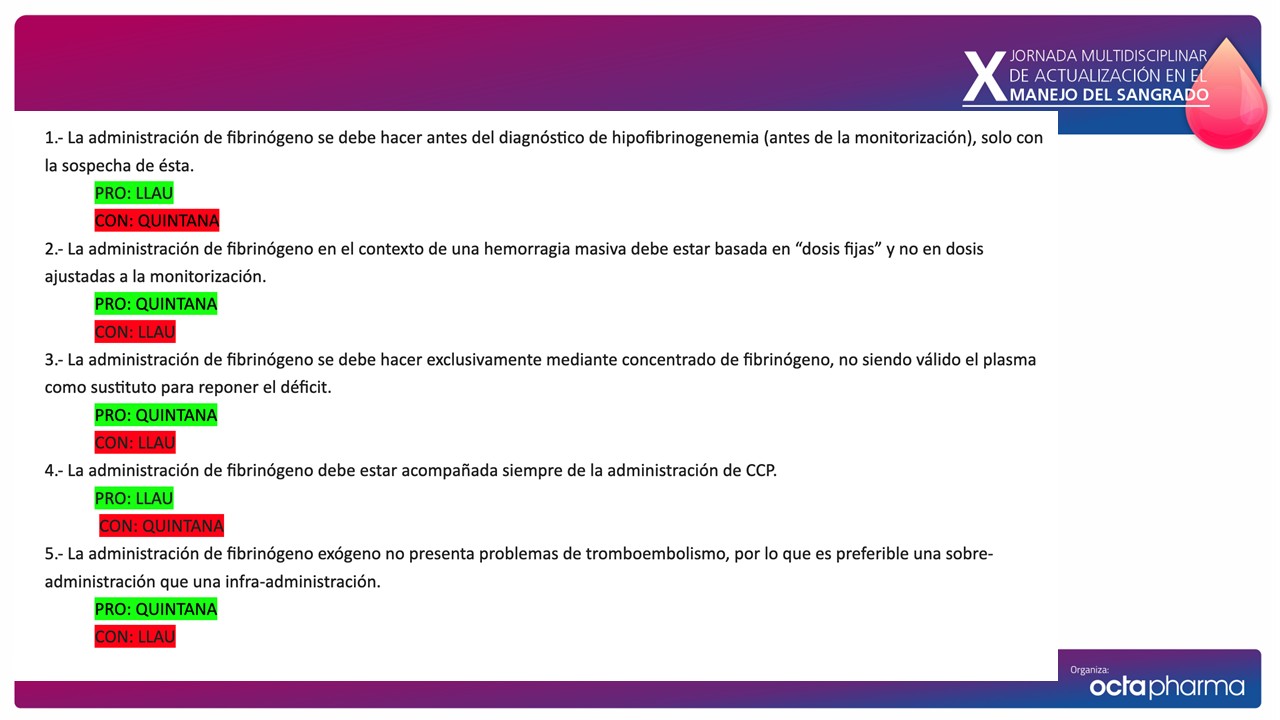 X JORNADA MULTIDISCIPLINAR
DE ACTUALIZACIÓN EN EL
MANEJO DEL SANGRADO
1.- La administración de fibrinógeno se debe hacer antes del diagnóstico de hipofibrinogenemia (antes de la monitorización), solo con
la sospecha de ésta.
PRO: LLAU
CON: QUINTANA
2.- La administración de fibrinógeno en el contexto de una hemorragia masiva debe estar basada en “dosis fijas” y no en dosis
ajustadas a la monitorización.
PRO: QUINTANA
CON: LLAU
3.- La administración de fibrinógeno se debe hacer exclusivamente mediante concentrado de fibrinógeno, no siendo válido el plasma
como sustituto para reponer el déficit.
PRO: QUINTANA
CON: LLAU
4.- La administración de fibrinógeno debe estar acompañada siempre de la administración de CCP.
PRO: LLAU
CON: QUINTANA
5.- La administración de fibrinógeno exógeno no presenta problemas de tromboembolismo, por lo que es preferible una sobre-
administración que una infra-administración.
PRO: QUINTANA
CON: LLAU
Organiza:
octapharma